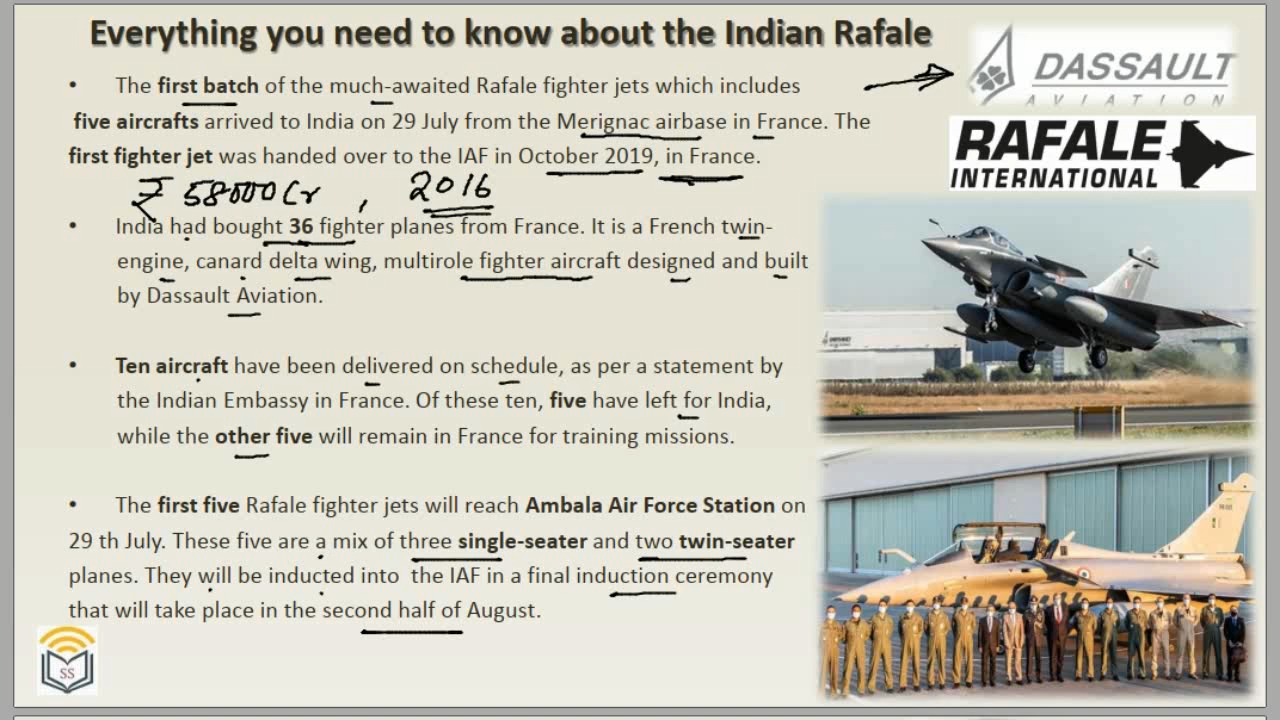 Everything you need to know about the Indian Rafale
DASSAULT
AVIATION
RAFALE
INTERNATIONAL
• The first batch of the much-awaited Rafale fighter jets which includes
five aircrafts arrived to India on 29 July from the Merignac airbase in France. The
first fighter jet was handed over to the IAF in October 2019, in France.
₹ 58000 Cr , 2016
• India had bought 36 fighter planes from France. It is a French twin-
engine, canard delta wing, multirole fighter aircraft designed and built
by Dassault Aviation.
• Ten aircraft have been delivered on schedule, as per a statement by
the Indian Embassy in France. Of these ten, five have left for India,
while the other five will remain in France for training missions.
• The first five Rafale fighter jets will reach Ambala Air Force Station on
29 th July. These five are a mix of three single-seater and two twin-seater
planes. They will be inducted into the IAF in a final induction ceremony
that will take place in the second half of August.
SS